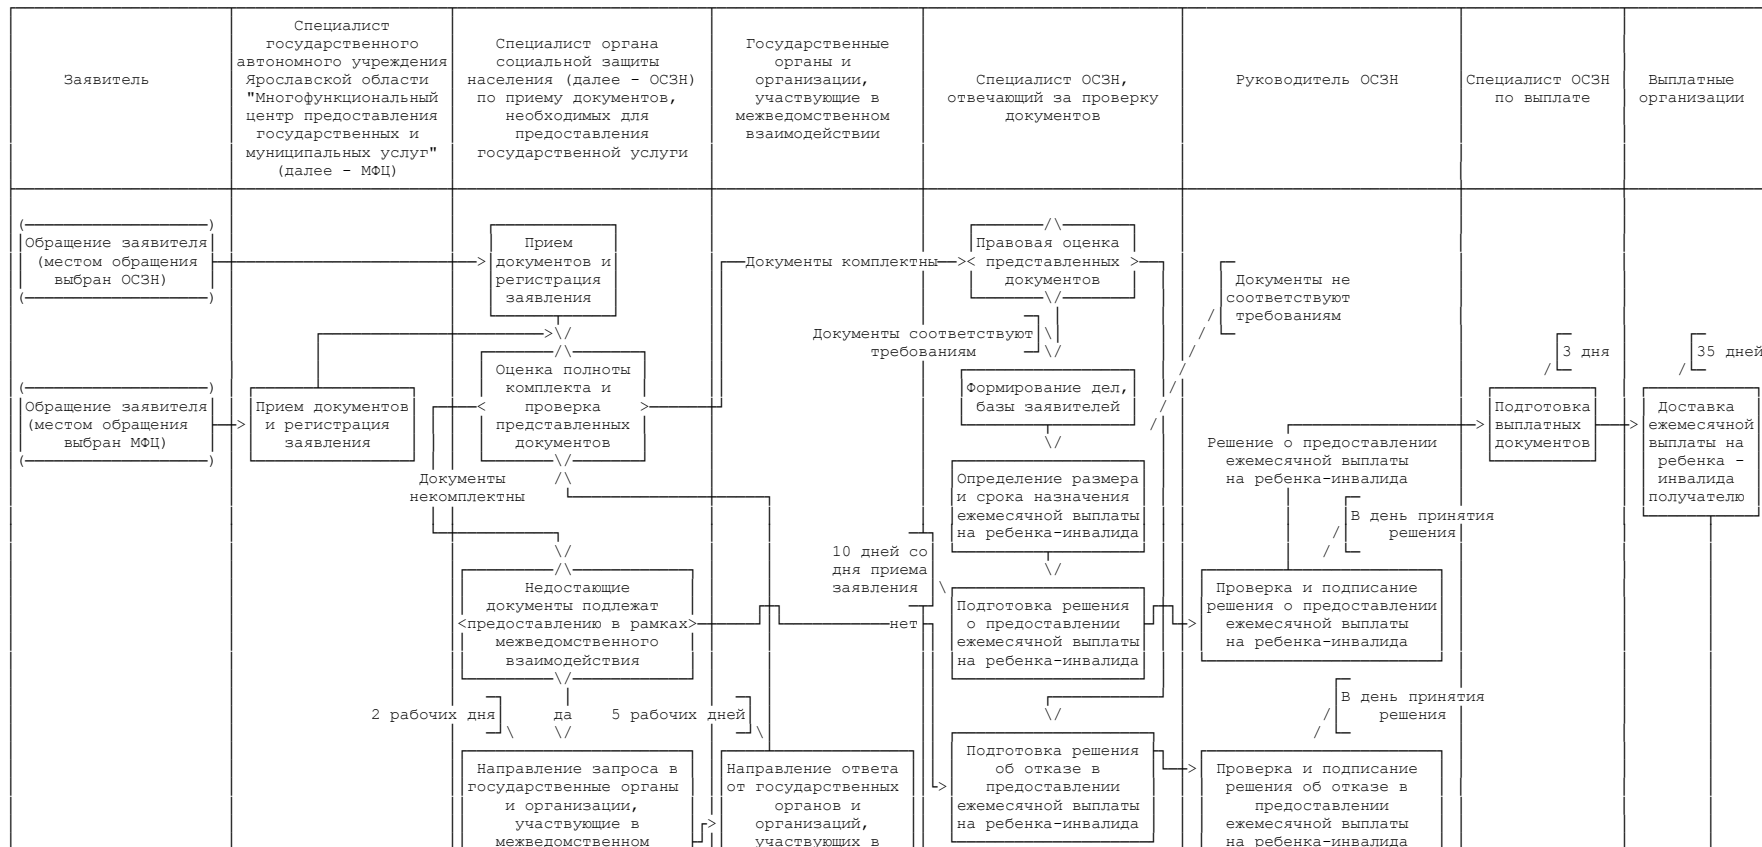 Заявитель
Специалист
государственного
автономного учреждения
Ярославской области
"Многофункциональный
центр предоставления
государственных и
муниципальных услуг"
(далее - МФЦ)
Специалист органа
социальной защиты
населения (далее - ОСЗН)
по приему документов,
необходимых для
предоставления
государственной услуги
Государственные
органы и
организации,
участвующие в
межведомственном
взаимодействии
Специалист ОСЗН,
отвечающий за проверку
документов
Руководитель ОСЗН
Специалист ОСЗН
по выплате
Выплатные
организации
Обращение заявителя
(местом обращения
выбран ОСЗН)
Прием
документов и
регистрация
заявления
Документы комплектны
Правовая оценка
представленных
документов
Документы не
соответствуют
требованиям
Документы соответствуют
требованиям
3 дня
35 дней
Оценка полноты
комплекта и
проверка
представленных
документов
Формирование дел,
базы заявителей
Обращение заявителя
(местом обращения
выбран МФЦ)
Прием документов
и регистрация
заявления
Подготовка
выплатных
документов
Доставка
ежемесячной
выплаты на
ребенка -
инвалида
получателю
Решение о предоставлении
ежемесячной выплаты
на ребенка-инвалида
Документы
некомплектны
Определение размера
и срока назначения
ежемесячной выплаты
на ребенка-инвалида
В день принятия
решения
10 дней со
дня приема
заявления
Недостающие
документы подлежат
предоставлению в рамках
межведомственного
взаимодействия
нет
Подготовка решения
о предоставлении
ежемесячной выплаты
на ребенка-инвалида
Проверка и подписание
решения о предоставлении
ежемесячной выплаты
на ребенка-инвалида
2 рабочих дня
да
5 рабочих дней
В день принятия
решения
Направление запроса в
государственные органы
и организации,
участвующие в
межведомственном
Направление ответа
от государственных
органов и
организаций,
участвующих в
Подготовка решения
об отказе в
предоставлении
ежемесячной выплаты
на ребенка-инвалида
Проверка и подписание
решения об отказе в
предоставлении
ежемесячной выплаты
на ребенка-инвалида